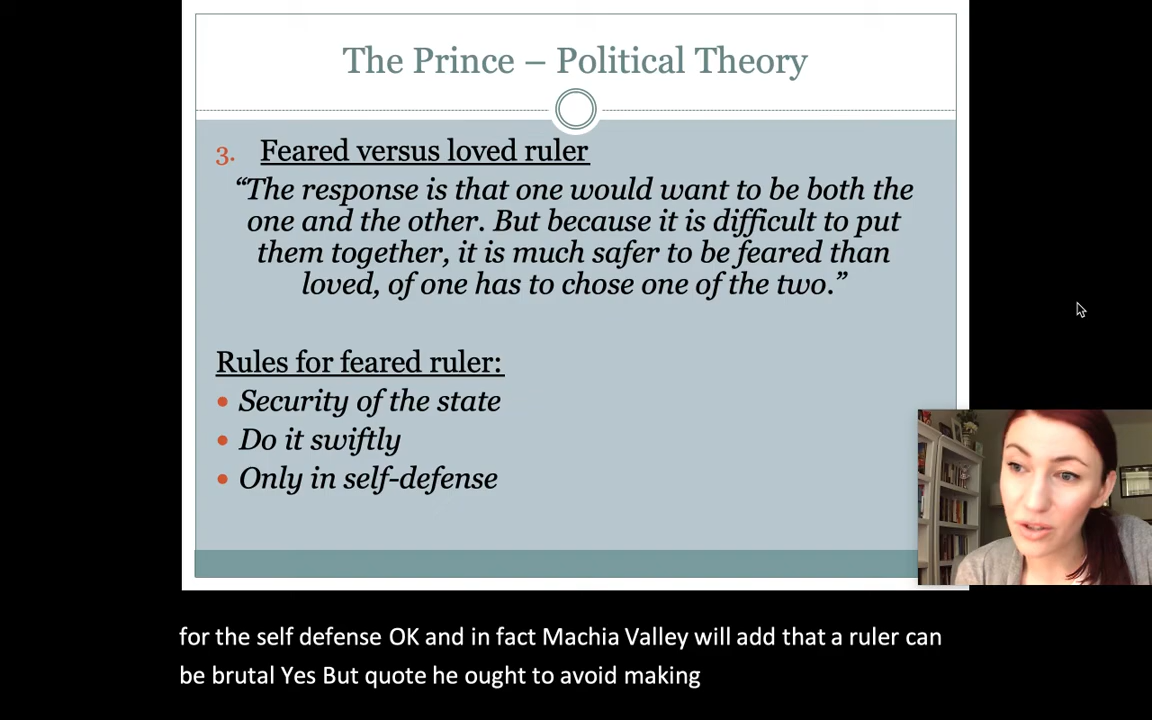 The Prince – Political Theory
3. Feared versus loved ruler
“The response is that one would want to be both the
one and the other. But because it is difficult to put
them together, it is much safer to be feared than
loved, of one has to chose one of the two.”
Rules for feared ruler:
• Security of the state
• Do it swiftly
• Only in self-defense
for the self defense OK and in fact Machia Valley will add that a ruler can
be brutal Yes But quote he ought to avoid making